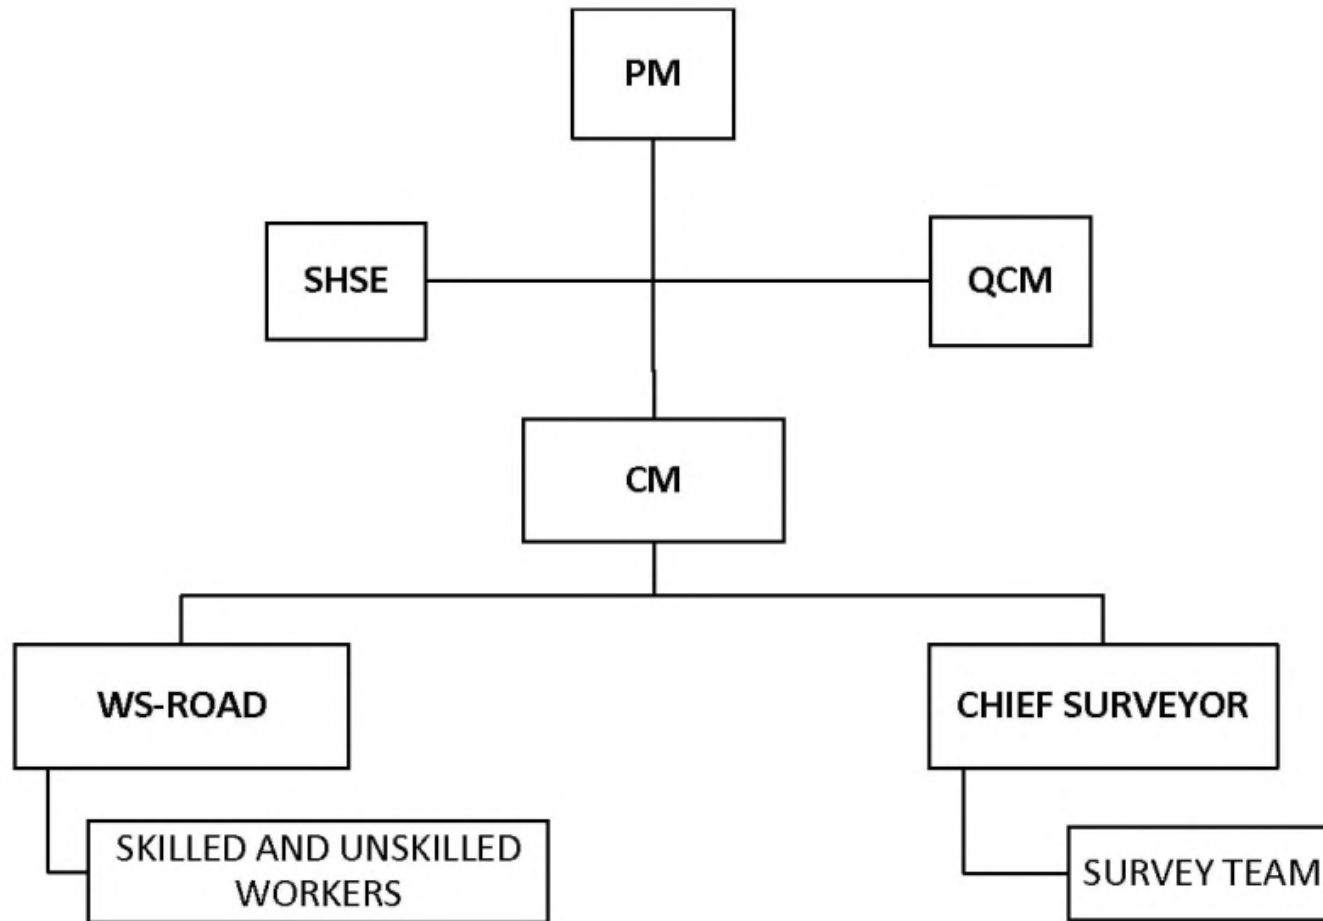 PM
SHSE
QCM
CM
WS-ROAD
CHIEF SURVEYOR
SKILLED AND UNSKILLED
WORKERS
SURVEY TEAM